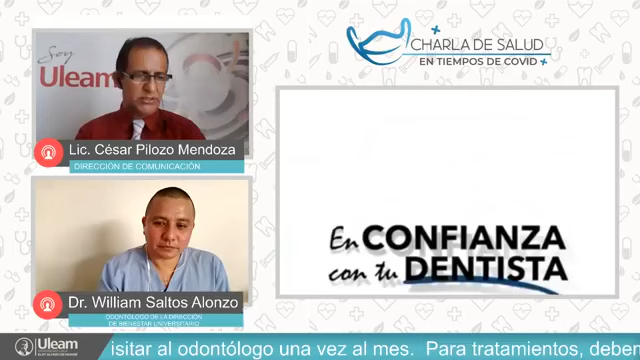 Soy
Uleam
Lic. César Pilozo Mendoza
DIRECCIÓN DE COMUNICACIÓN
CHARLA DE SALUD
EN TIEMPOS DE COVID
En CONFIANZA
con tu DENTISTA
Dr. William Saltos Alonzo
ODONTÓLOGO DE LA DIRECCIÓN
DE BIENESTAR UNIVERSITARIO
Uleam
isitar al odontólogo una vez al mes. Para tratamientos, deber